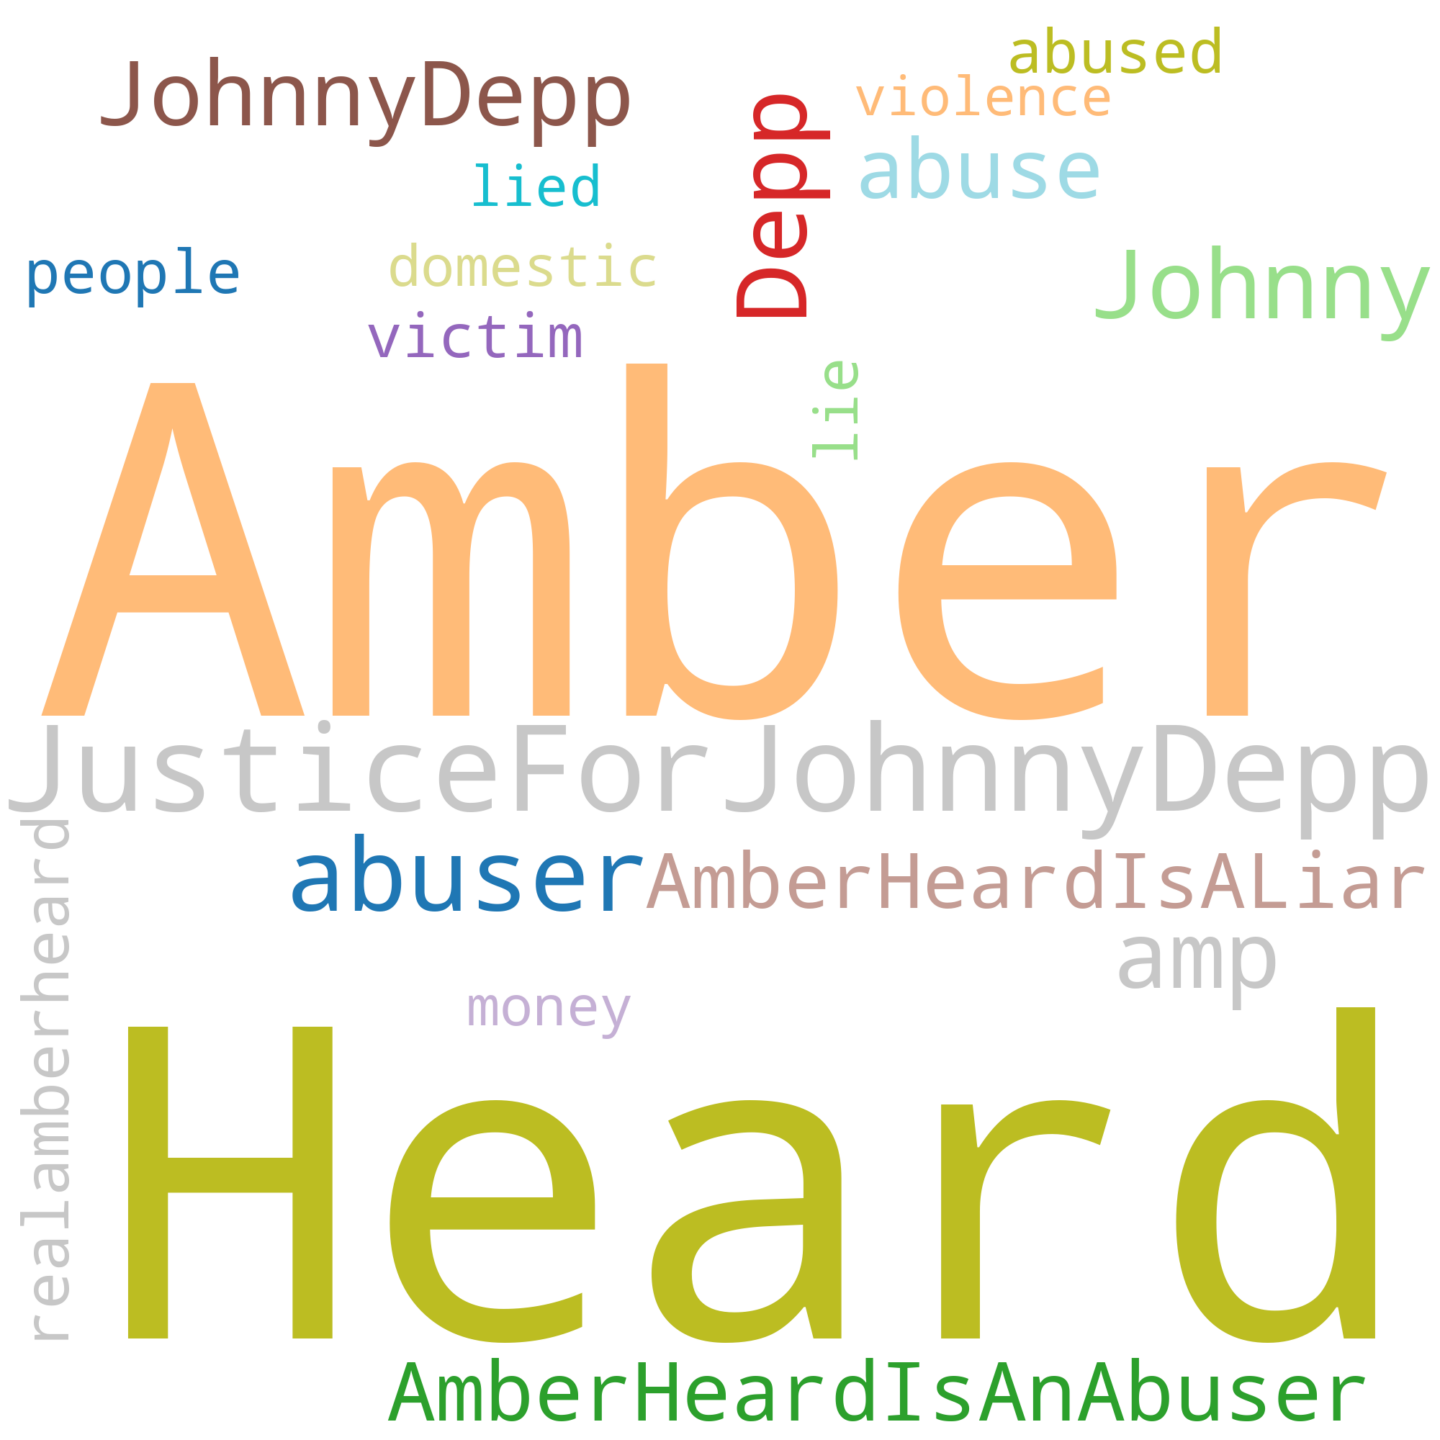 abused
JohnnyDepp
Depp
violence
abuse
lied
people
domestic
Johnny
victim
lie
Amber
JusticeForJohnnyDepp
abuser
AmberHeardIsALiar
realamberheard
amp
money
Heard
AmberHeardIsAnAbuser